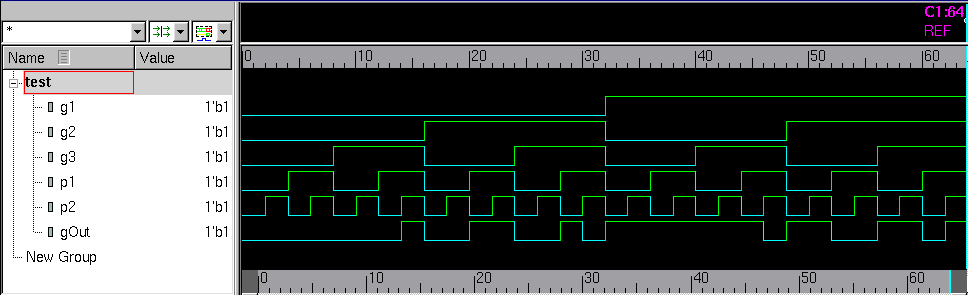 C1:64
* REF
Name Value 0 10 20 30 40 50 60
test
g1 1'b1
g2 1'b1
g3 1'b1
p1 1'b1
p2 1'b1
gOut 1'b1
New Group
0 10 20 30 40 50 60